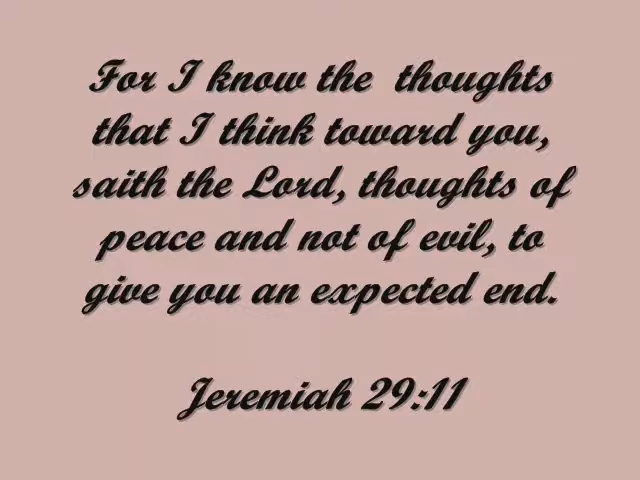 For I know the thoughts
that I think toward you,
saith the Lord, thoughts of
peace and not of evil, to
give you an expected end.
Jeremiah 29:11